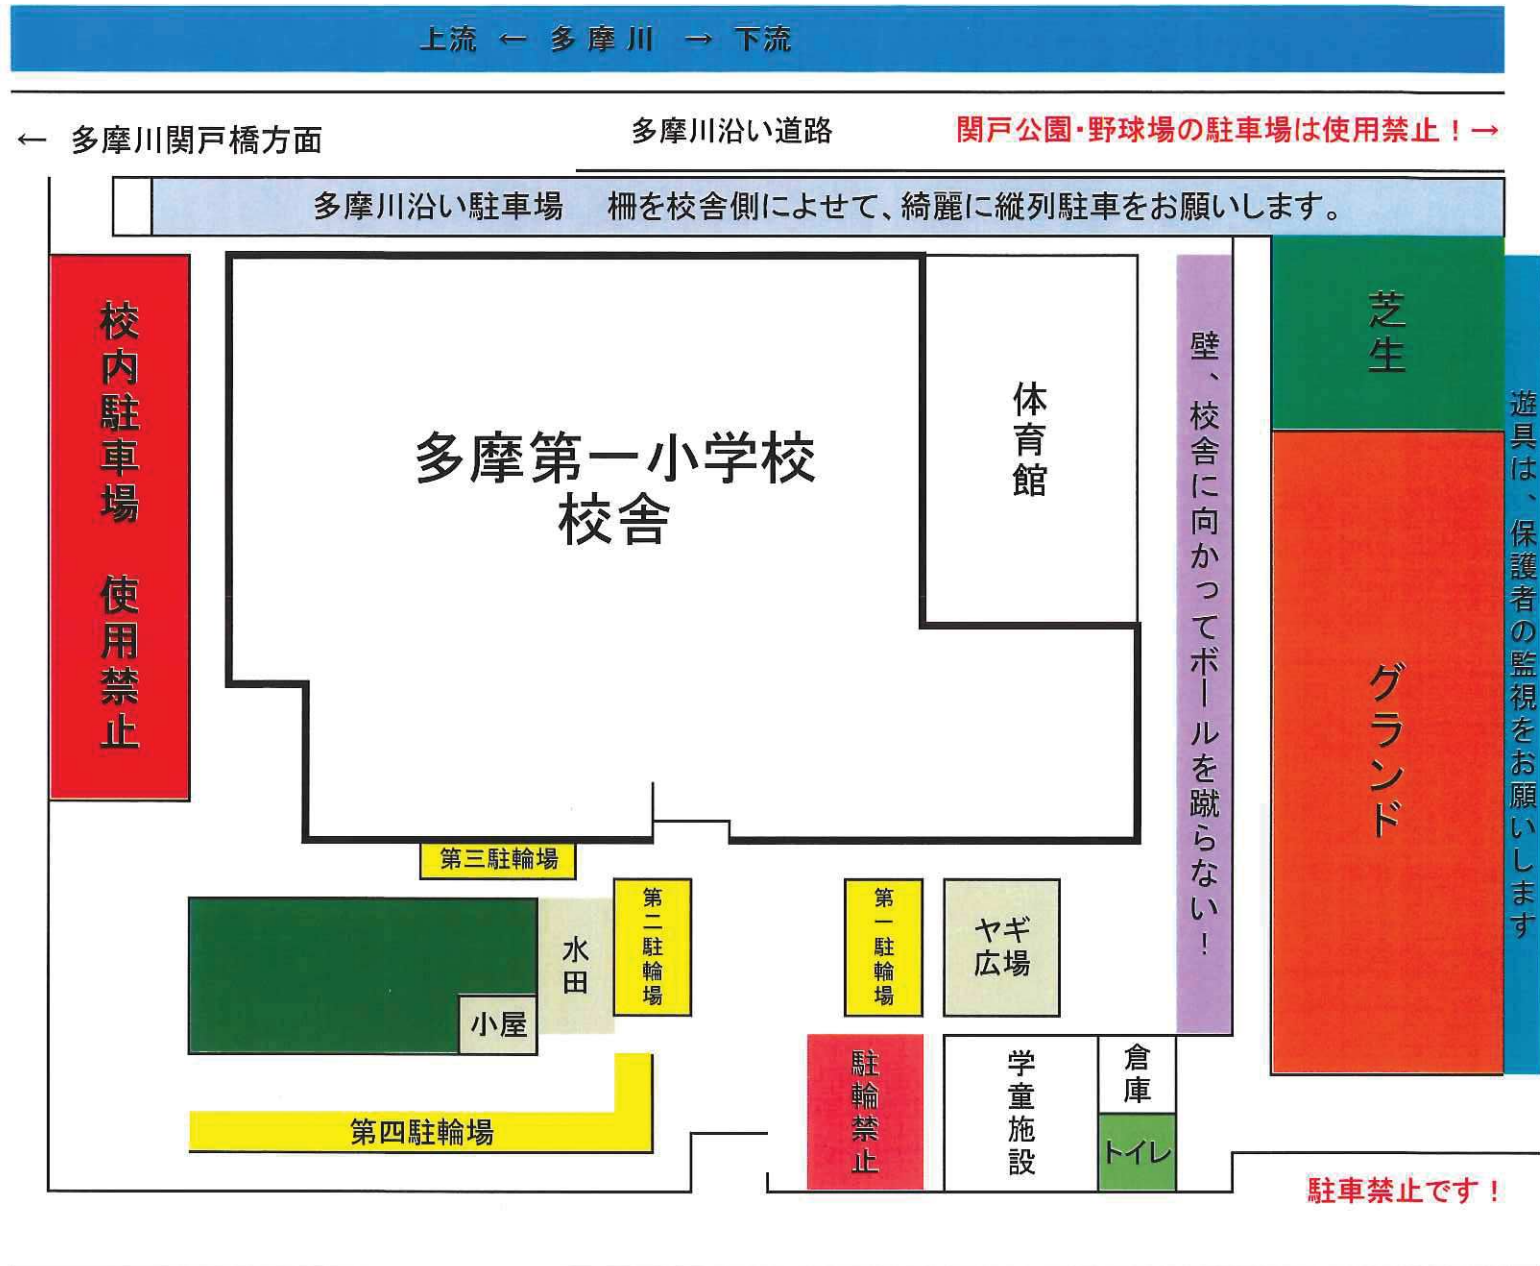 上流 ← 多摩川 → 下流
← 多摩川関戸橋方面
多摩川沿い道路
関戸公園・野球場の駐車場は使用禁止！→
多摩川沿い駐車場 柵を校舎側によせて、綺麗に縦列駐車をお願いします。
校内駐車場 使用禁止
多摩第一小学校
校舎
体育館
壁、校舎に向かってボールを蹴らない！
芝生
グランド
遊具は、保護者の監視をお願いします
第三駐輪場
第二駐輪場
水田
小屋
第一駐輪場
ヤギ
広場
第四駐輪場
駐輪禁止
学童施設
倉庫
トイレ
駐車禁止です！